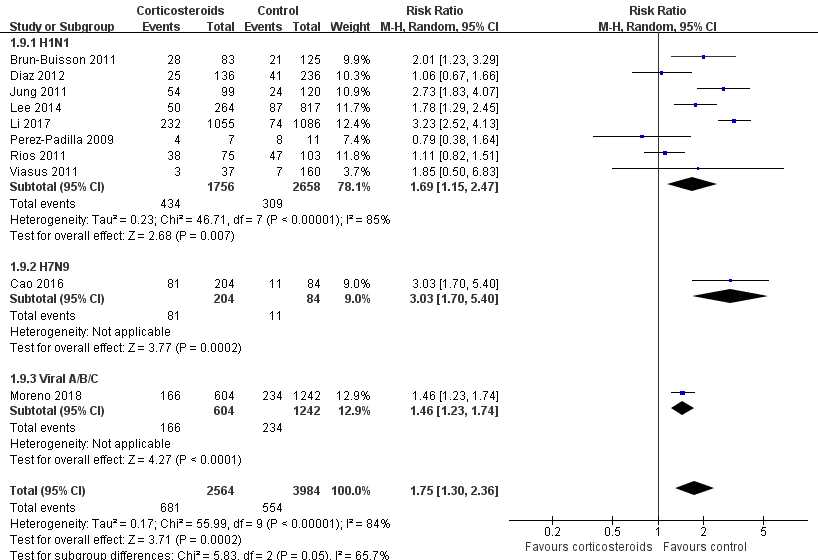 Corticosteroids Control Risk Ratio Risk Ratio
Study or Subgroup Events Total Events Total Weight M-H, Random, 95% CI M-H, Random, 95% CI
1.9.1 H1N1
Brun-Buisson 2011 28 83 21 125 9.9% 2.01 [1.23, 3.29]
Diaz 2012 25 136 41 236 10.3% 1.06 [0.67, 1.66]
Jung 2011 54 99 24 120 10.9% 2.73 [1.83, 4.07]
Lee 2014 50 264 87 817 11.7% 1.78 [1.29, 2.45]
Li 2017 232 1055 74 1086 12.4% 3.23 [2.52, 4.13]
Perez-Padilla 2009 4 7 8 11 7.4% 0.79 [0.38, 1.64]
Rios 2011 38 75 47 103 11.9% 1.11 [0.82, 1.51]
Viasus 2011 3 37 7 160 3.7% 1.85 [0.50, 6.83]
Subtotal (95% CI) 1756 2658 78.1% 1.69 [1.15, 2.47]
Total events 434 309
Heterogeneity: Tau² = 0.23; Chi² = 46.71, df = 7 (P < 0.00001); I² = 85%
Test for overall effect: Z = 2.68 (P = 0.007)
1.9.2 H7N9
Cao 2016 81 204 11 84 9.0% 3.03 [1.70, 5.40]
Subtotal (95% CI) 204 84 9.0% 3.03 [1.70, 5.40]
Total events 81 11
Heterogeneity: Not applicable
Test for overall effect: Z = 3.77 (P = 0.0002)
1.9.3 Viral A/B/C
Moreno 2018 166 604 234 1242 12.9% 1.46 [1.23, 1.74]
Subtotal (95% CI) 604 1242 12.9% 1.46 [1.23, 1.74]
Total events 166 234
Heterogeneity: Not applicable
Test for overall effect: Z = 4.27 (P < 0.0001)
Total (95% CI) 2564 3984 100.0% 1.75 [1.30, 2.36]
Total events 681 554
Heterogeneity: Tau² = 0.17; Chi² = 55.99, df = 9 (P < 0.00001); I² = 84%
Test for overall effect: Z = 3.71 (P = 0.0002)
Test for subgroup differences: Chi² = 5.83, df = 2 (P = 0.05), I² = 65.7%
0.2 0.5 1 2 5
Favours corticosteroids Favours control